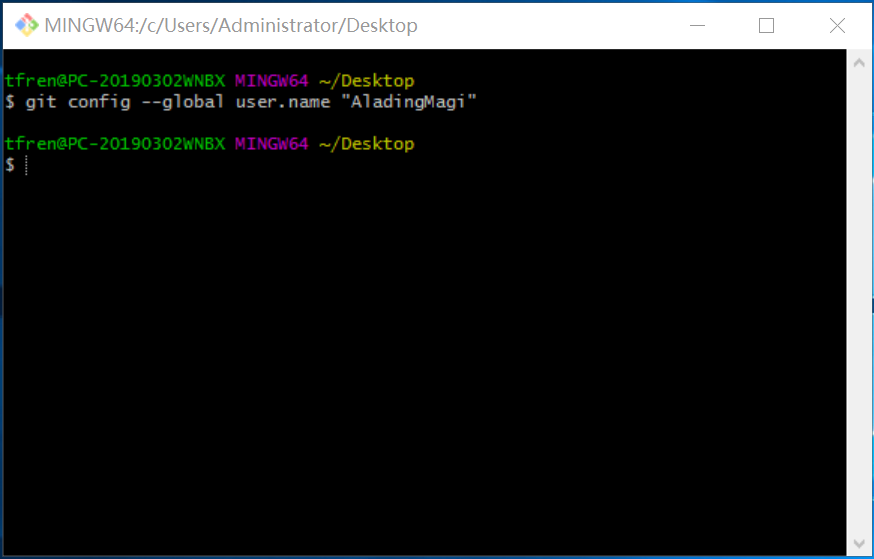 MINGW64:/c/Users/Administrator/Desktop
tfren@PC-20190302WNBX MINGW64 ~/Desktop
$ git config --global user.name "AladingMagi"
tfren@PC-20190302WNBX MINGW64 ~/Desktop
$